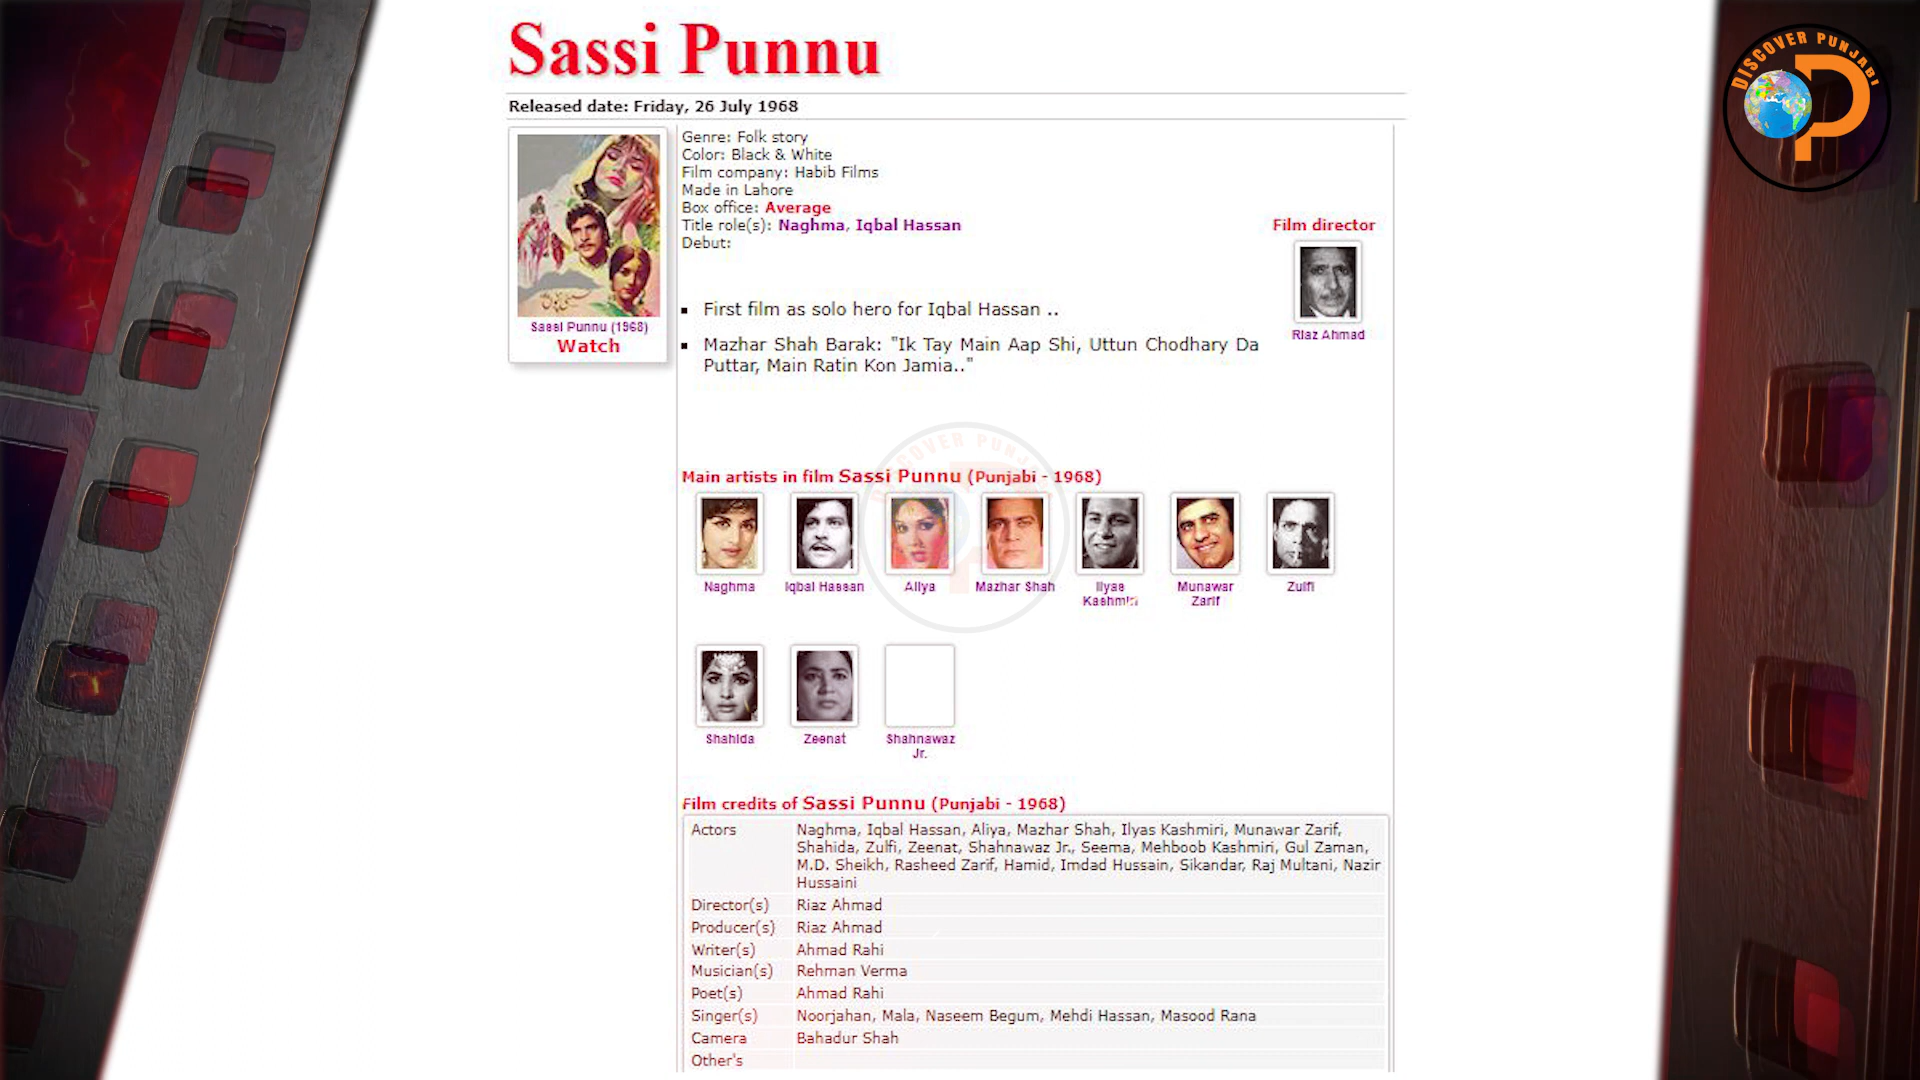 Sassi Punnu
DISCOVER PUNJABI
Released date: Friday, 26 July 1968
Genre: Folk story
Color: Black & White
Film company: Habib Films
Made in Lahore
Box office: Average
Title role(s): Naghma, Iqbal Hassan
Debut:
Film director
Riaz Ahmad
Sassi Punnu (1968)
Watch
First film as solo hero for Iqbal Hassan ..
Mazhar Shah Barak: "Ik Tay Main Aap Shi, Uttun Chodhary Da
Puttar, Main Ratin Kon Jamia.."
DISCOVER PUNJABI
Main artists in film Sassi Punnu (Punjabi - 1968)
Naghma
Iqbal Hassan
Aliya
Mazhar Shah
Ilyas
Kashmiri
Munawar
Zarif
Zulfi
Shahida
Zeenat
Shahnawaz
Jr.
Film credits of Sassi Punnu (Punjabi - 1968)
Actors
Naghma, Iqbal Hassan, Aliya, Mazhar Shah, Ilyas Kashmiri, Munawar Zarif,
Shahida, Zulfi, Zeenat, Shahnawaz Jr., Seema, Mehboob Kashmiri, Gul Zaman,
M.D. Sheikh, Rasheed Zarif, Hamid, Imdad Hussain, Sikandar, Raj Multani, Nazir
Hussaini
Director(s) Riaz Ahmad
Producer(s) Riaz Ahmad
Writer(s) Ahmad Rahi
Musician(s) Rehman Verma
Poet(s) Ahmad Rahi
Singer(s) Noorjahan, Mala, Naseem Begum, Mehdi Hassan, Masood Rana
Camera Bahadur Shah
Other's